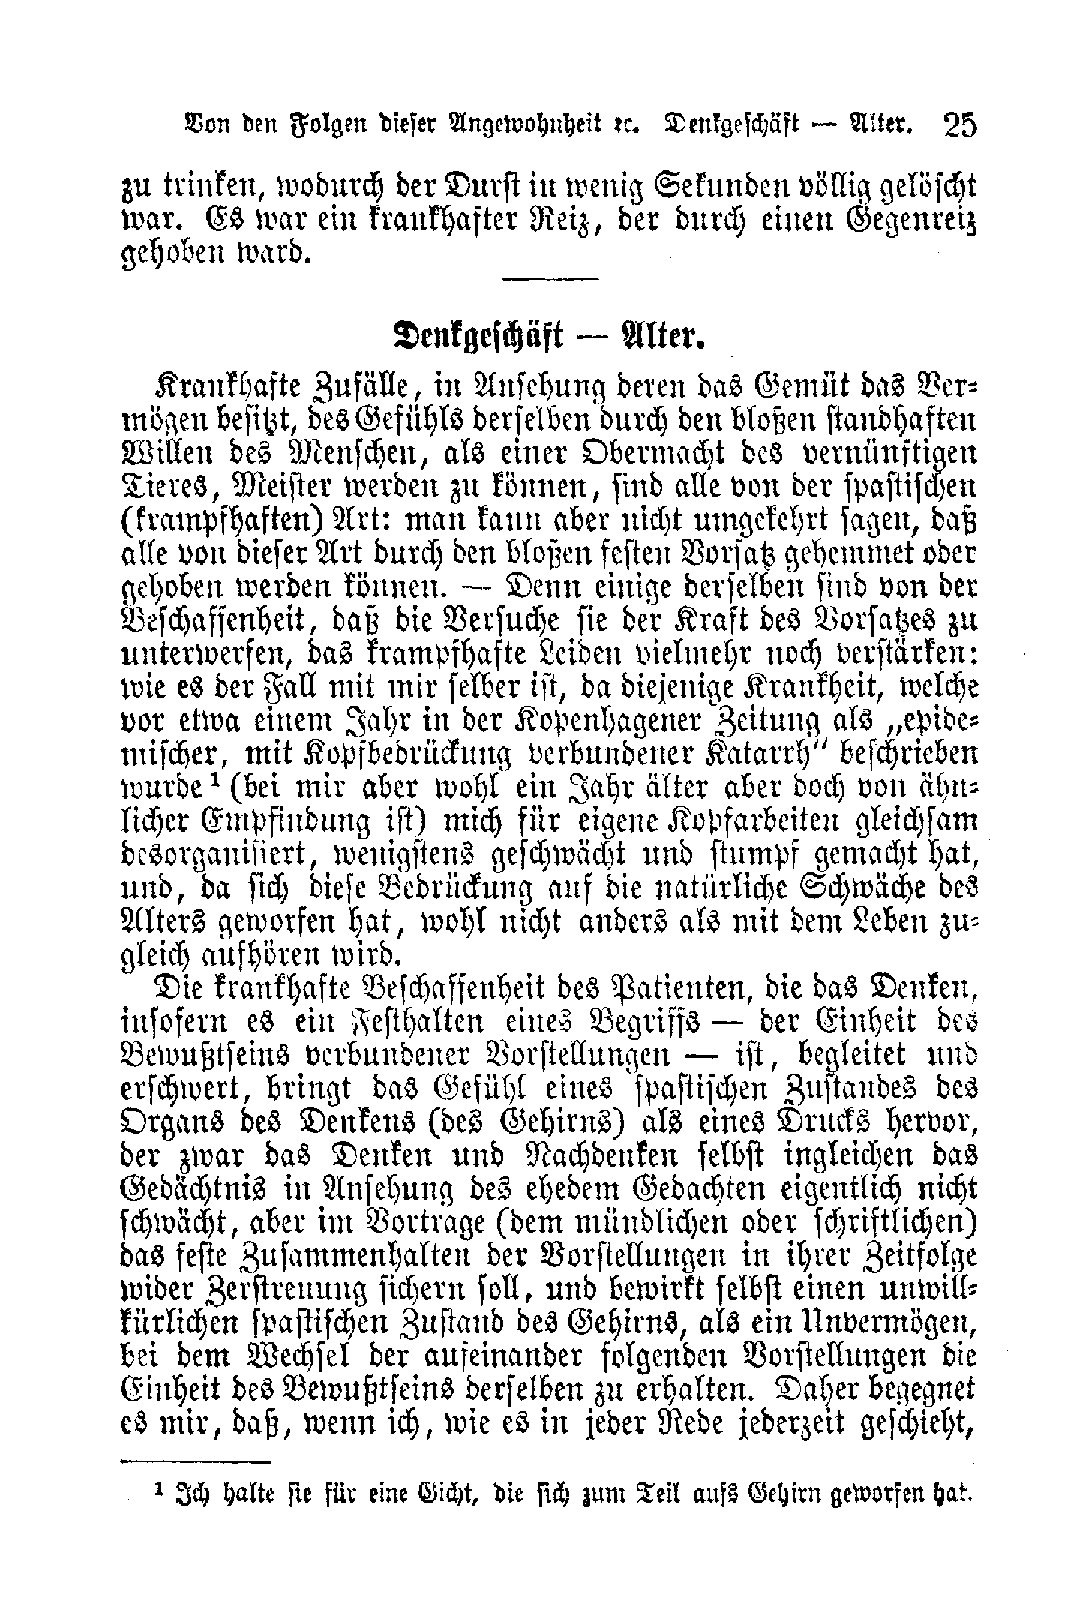 Von den Folgen dieser Angewohnheit ꝛc. Denkgeschäft — Alter. 25
zu trinken, wodurch der Durst in wenig Sekunden völlig gelöscht
war. Es war ein krankhafter Reiz, der durch einen Gegenreiz
gehoben ward.
Denkgeschäft — Alter.
Krankhafte Zufälle, in Ansehung deren das Gemüt das Ver-
mögen besitzt, des Gefühls derselben durch den bloßen standhaften
Willen des Menschen, als einer Obermacht des vernünftigen
Tieres, Meister werden zu können, sind alle von der spastischen
(krampfhaften) Art: man kann aber nicht umgekehrt sagen, daß
alle von dieser Art durch den bloßen festen Vorsatz gehemmet oder
gehoben werden können. — Denn einige derselben sind von der
Beschaffenheit, daß die Versuche sie der Kraft des Vorsatzes zu
unterwerfen, das krampfhafte Leiden vielmehr noch verstärken:
wie es der Fall mit mir selber ist, da diejenige Krankheit, welche
vor etwa einem Jahr in der Kopenhagener Zeitung als „epide-
mischer, mit Kopfbedrückung verbundener Katarrh“ beschrieben
wurde¹ (bei mir aber wohl ein Jahr älter aber doch von ähn-
licher Empfindung ist) mich für eigene Kopfarbeiten gleichsam
desorganisiert, wenigstens geschwächt und stumpf gemacht hat,
und, da sich diese Bedrückung auf die natürliche Schwäche des
Alters geworfen hat, wohl nicht anders als mit dem Leben zu-
gleich aufhören wird.
Die krankhafte Beschaffenheit des Patienten, die das Denken,
insofern es ein Festhalten eines Begriffs — der Einheit des
Bewußtseins verbundener Vorstellungen — ist, begleitet und
erschwert, bringt das Gefühl eines spastischen Zustandes des
Organs des Denkens (des Gehirns) als eines Drucks hervor,
der zwar das Denken und Nachdenken selbst ingleichen das
Gedächtnis in Ansehung des ehedem Gedachten eigentlich nicht
schwächt, aber im Vortrage (dem mündlichen oder schriftlichen)
das feste Zusammenhalten der Vorstellungen in ihrer Zeitfolge
wider Zerstreuung sichern soll, und bewirkt selbst einen unwill-
kürlichen spastischen Zustand des Gehirns, als ein Unvermögen,
bei dem Wechsel der aufeinander folgenden Vorstellungen die
Einheit des Bewußtseins derselben zu erhalten. Daher begegnet
es mir, daß, wenn ich, wie es in jeder Rede jederzeit geschieht,
¹ Ich halte sie für eine Gicht, die sich zum Teil aufs Gehirn geworfen hat.